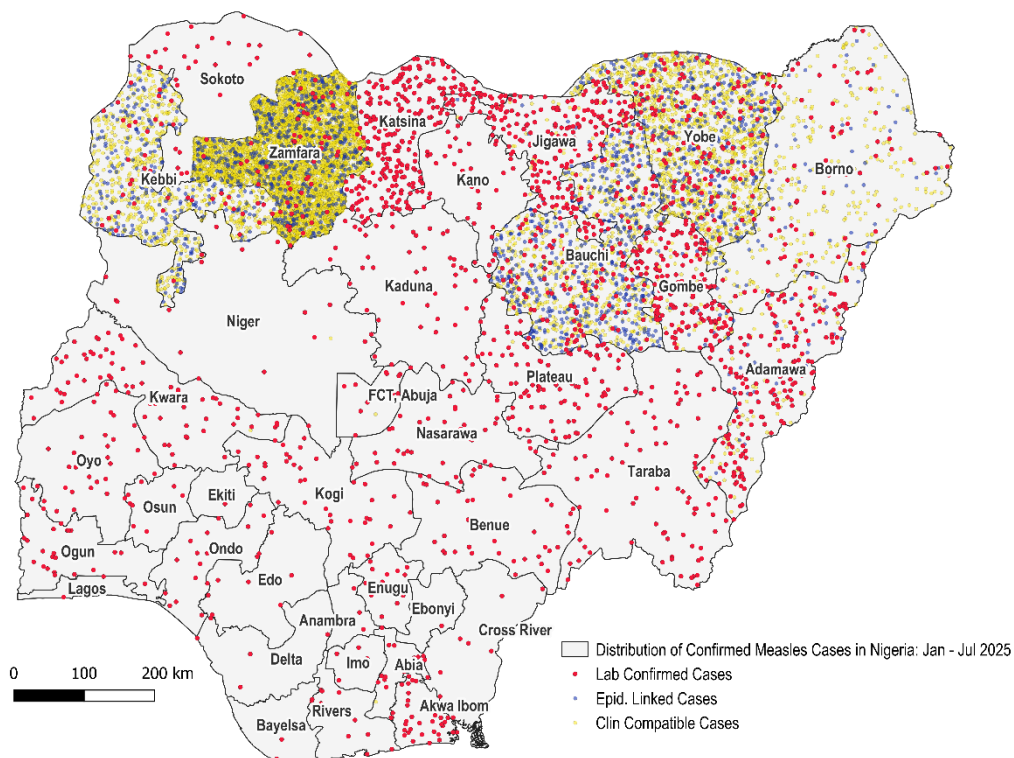 Sokoto
Katsina
Jigawa
Yobe
Zamfara
Kano
Borno
Kebbi
Bauchi
Kaduna
Gombe
Niger
Adamawa
Plateau
FCT, Abuja
Kwara
Nasarawa
Oyo
Taraba
Ekiti
Kogi
Osun
Benue
Ogun
Ondo
Edo
Enugu
Lagos
Ebonyi
Anambra
Cross River
Delta
Imo
Abia
Akwa Ibom
Rivers
Bayelsa
0 100 200 km
Distribution of Confirmed Measles Cases in Nigeria: Jan - Jul 2025
Lab Confirmed Cases
Epid. Linked Cases
Clin Compatible Cases